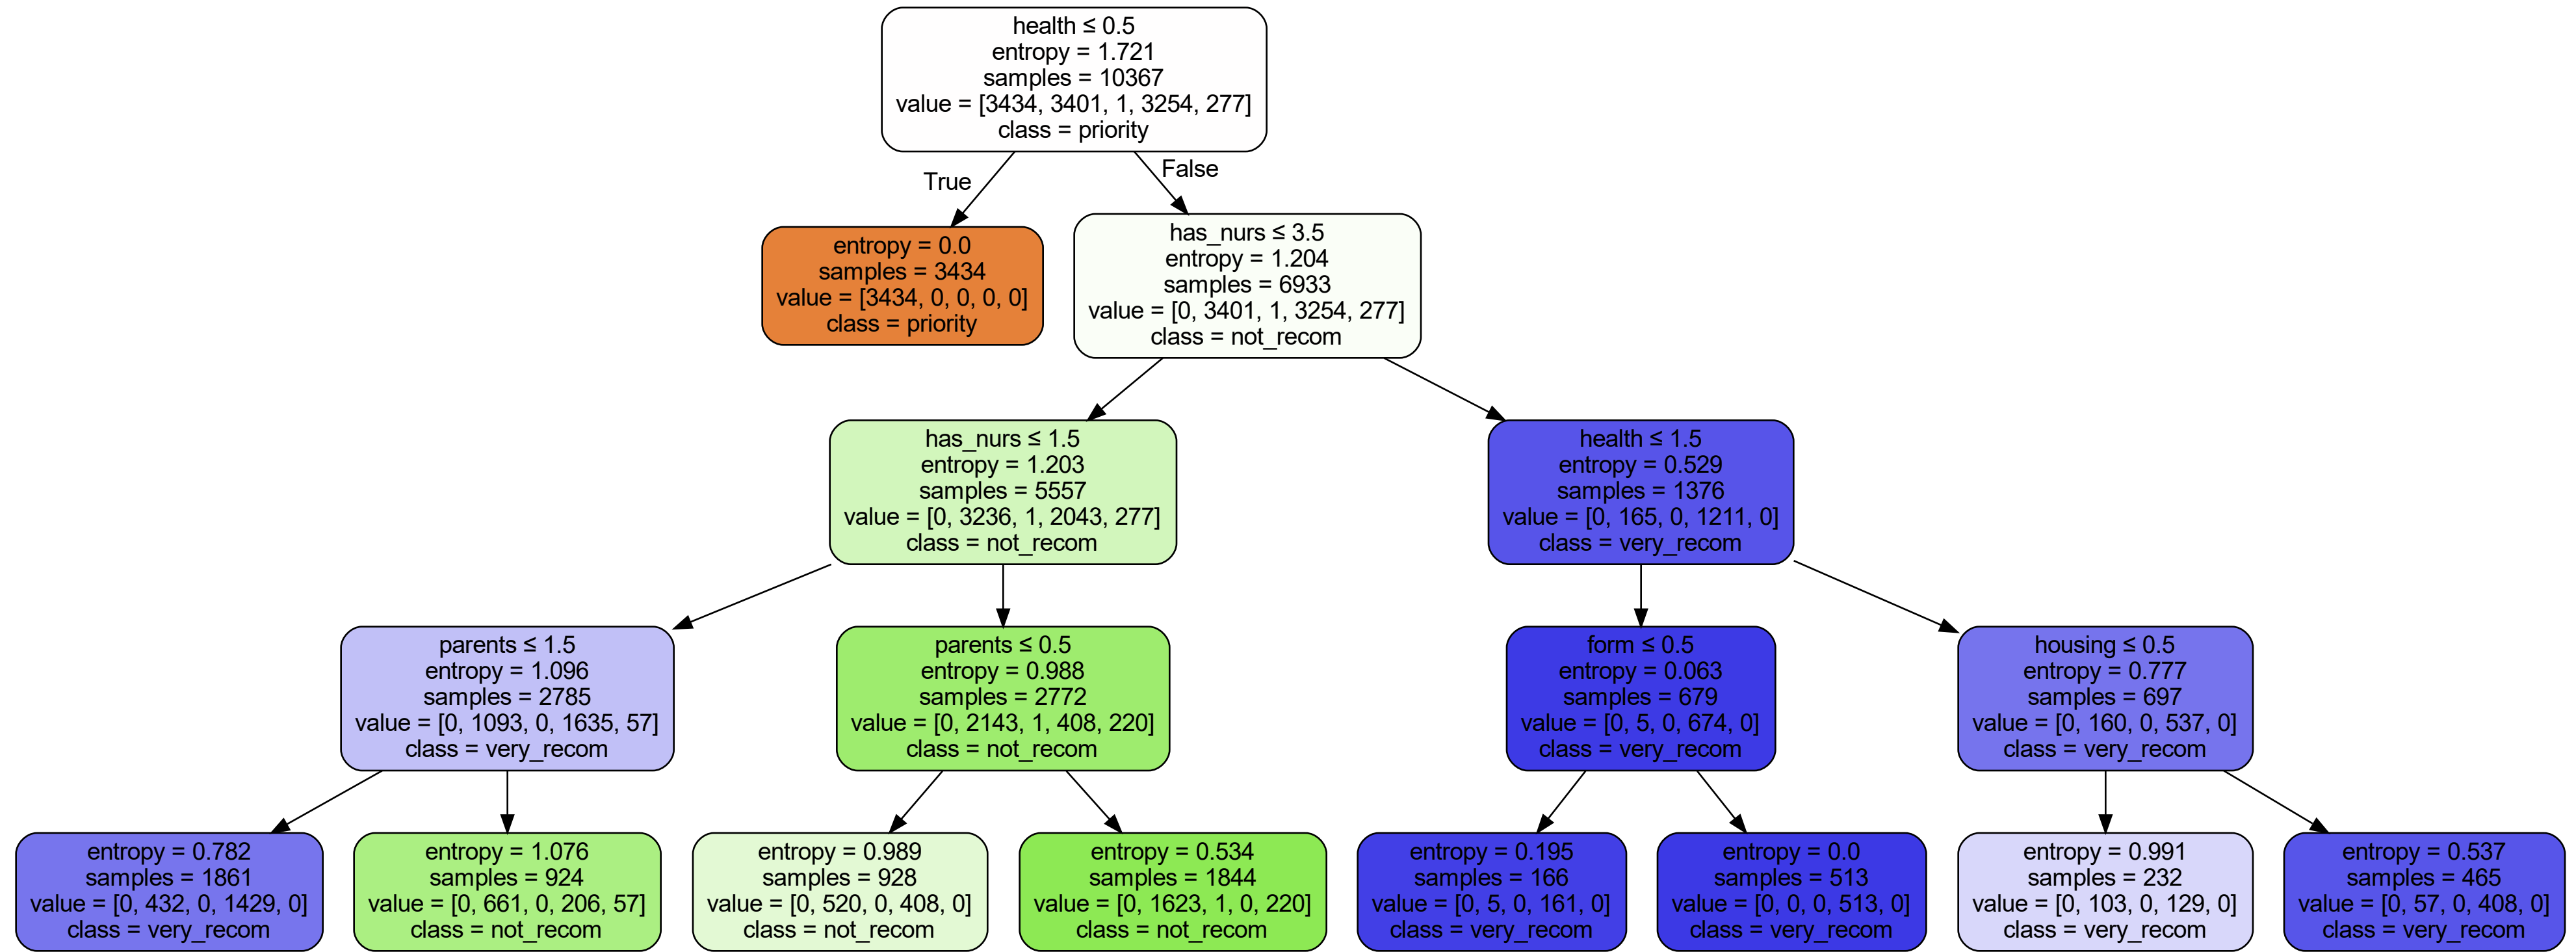 health ≤ 0.5
entropy = 1.721
samples = 10367
value = [3434, 3401, 1, 3254, 277]
class = priority
True
False
entropy = 0.0
samples = 3434
value = [3434, 0, 0, 0, 0]
class = priority
has_nurs ≤ 3.5
entropy = 1.204
samples = 6933
value = [0, 3401, 1, 3254, 277]
class = not_recom
has_nurs ≤ 1.5
entropy = 1.203
samples = 5557
value = [0, 3236, 1, 2043, 277]
class = not_recom
health ≤ 1.5
entropy = 0.529
samples = 1376
value = [0, 165, 0, 1211, 0]
class = very_recom
parents ≤ 1.5
entropy = 1.096
samples = 2785
value = [0, 1093, 0, 1635, 57]
class = very_recom
parents ≤ 0.5
entropy = 0.988
samples = 2772
value = [0, 2143, 1, 408, 220]
class = not_recom
form ≤ 0.5
entropy = 0.063
samples = 679
value = [0, 5, 0, 674, 0]
class = very_recom
housing ≤ 0.5
entropy = 0.777
samples = 697
value = [0, 160, 0, 537, 0]
class = very_recom
entropy = 0.782
samples = 1861
value = [0, 432, 0, 1429, 0]
class = very_recom
entropy = 1.076
samples = 924
value = [0, 661, 0, 206, 57]
class = not_recom
entropy = 0.989
samples = 928
value = [0, 520, 0, 408, 0]
class = not_recom
entropy = 0.534
samples = 1844
value = [0, 1623, 1, 0, 220]
class = not_recom
entropy = 0.195
samples = 166
value = [0, 5, 0, 161, 0]
class = very_recom
entropy = 0.0
samples = 513
value = [0, 0, 0, 513, 0]
class = very_recom
entropy = 0.991
samples = 232
value = [0, 103, 0, 129, 0]
class = very_recom
entropy = 0.537
samples = 465
value = [0, 57, 0, 408, 0]
class = very_recom